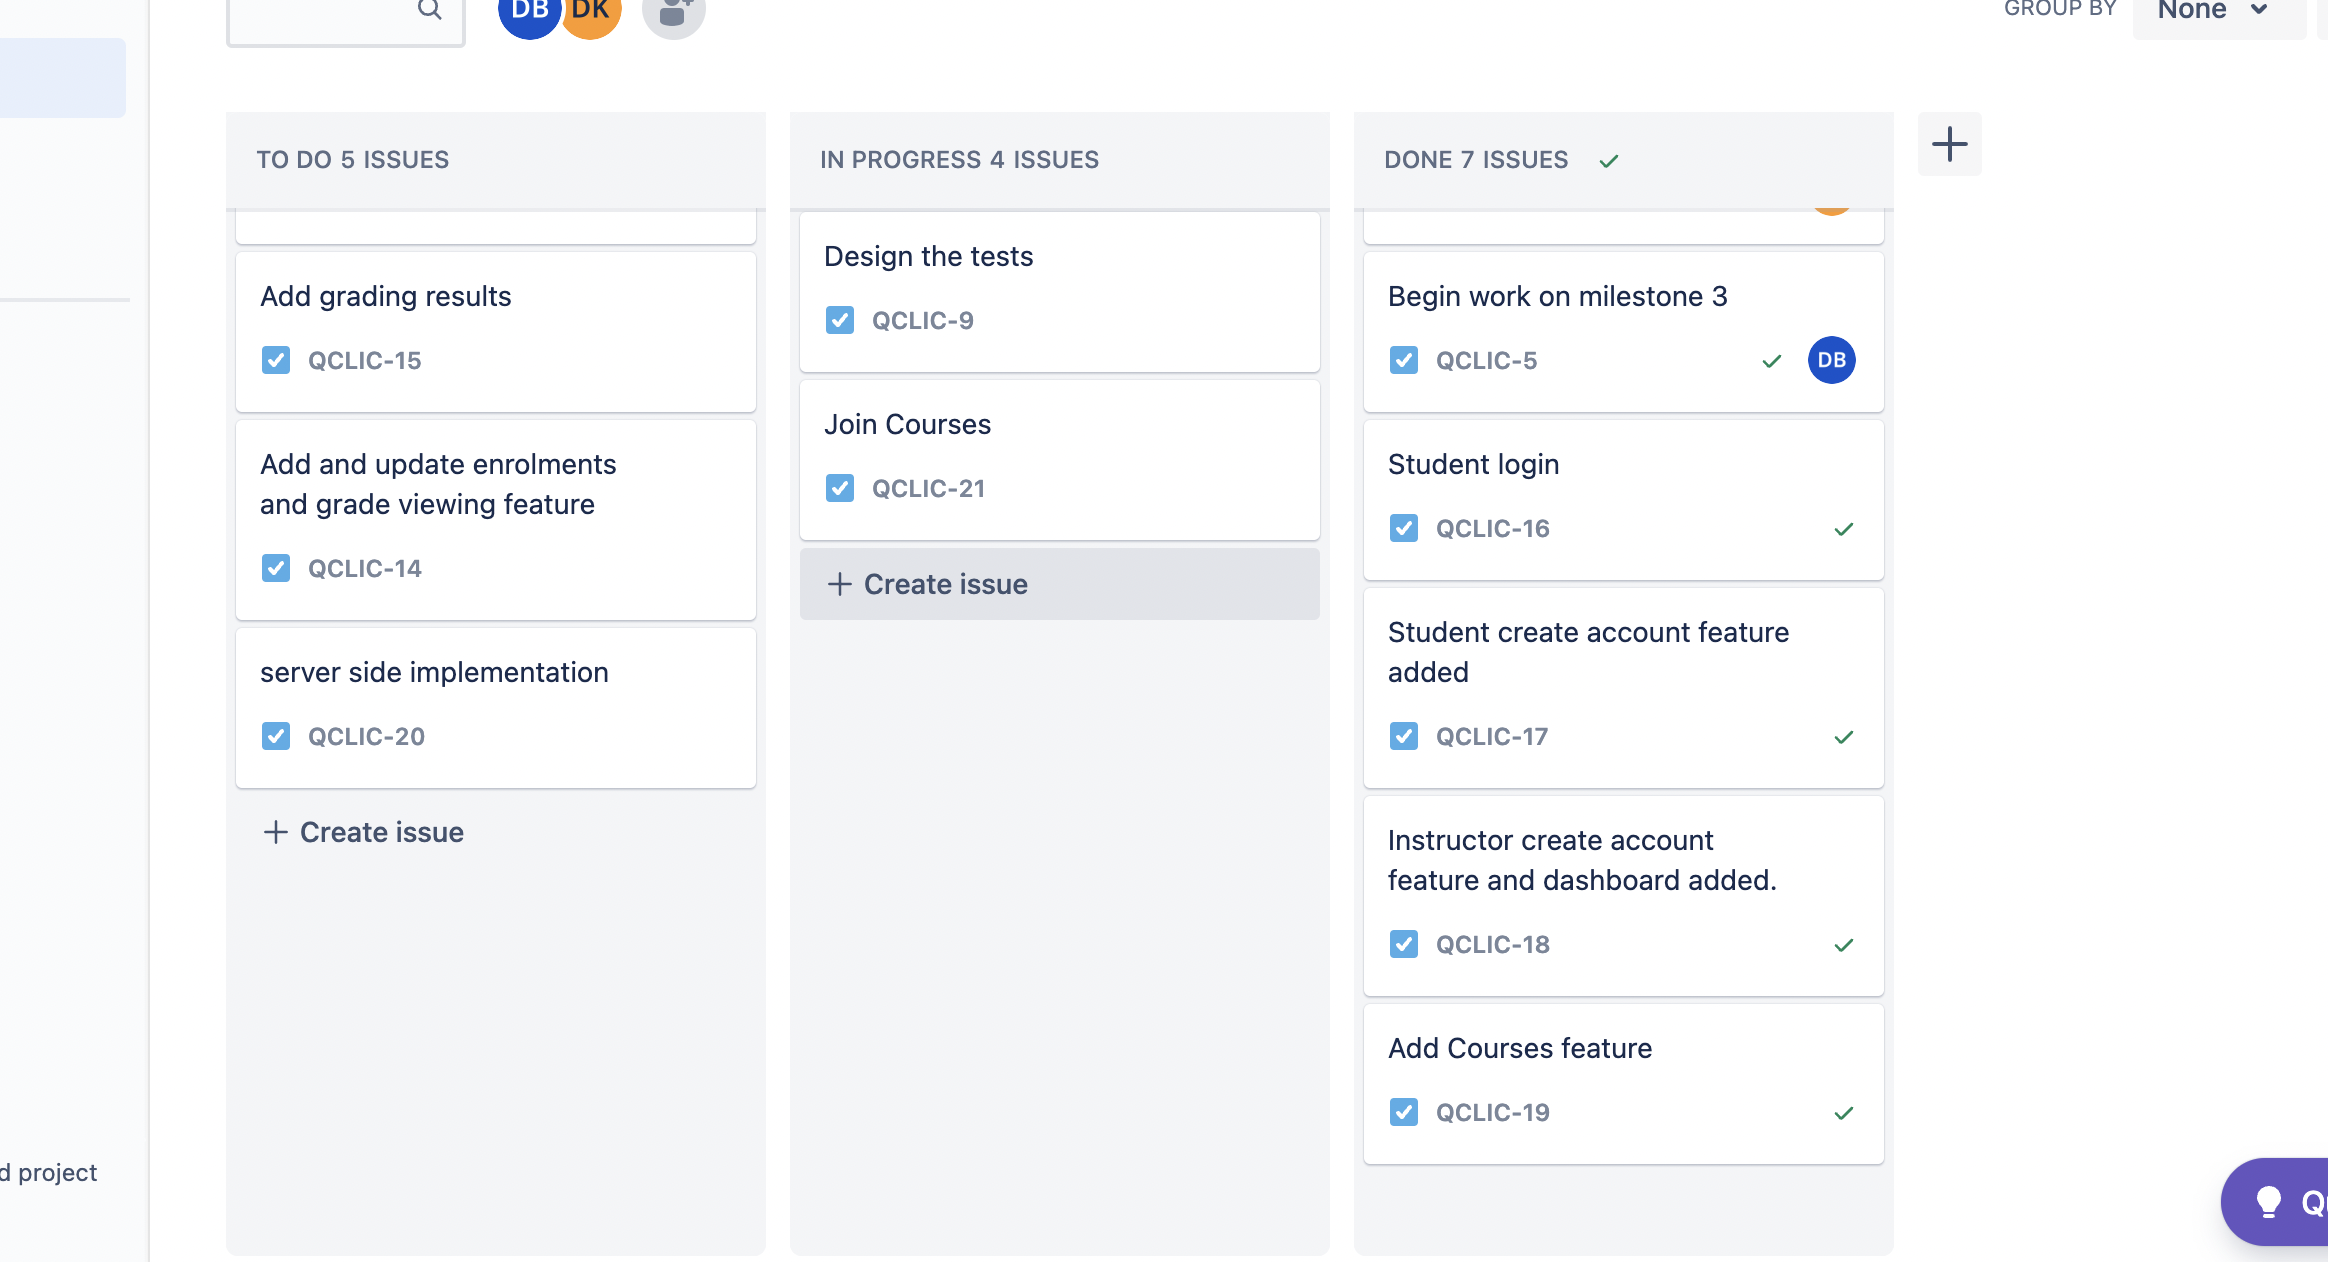 DB DK
GROUP BY None
TO DO 5 ISSUES
Add grading results
QCLIC-15
Add and update enrolments
and grade viewing feature
QCLIC-14
server side implementation
QCLIC-20
+ Create issue
IN PROGRESS 4 ISSUES
Design the tests
QCLIC-9
Join Courses
QCLIC-21
+ Create issue
DONE 7 ISSUES
Begin work on milestone 3
QCLIC-5 DB
Student login
QCLIC-16
Student create account feature
added
QCLIC-17
Instructor create account
feature and dashboard added.
QCLIC-18
Add Courses feature
QCLIC-19
d project